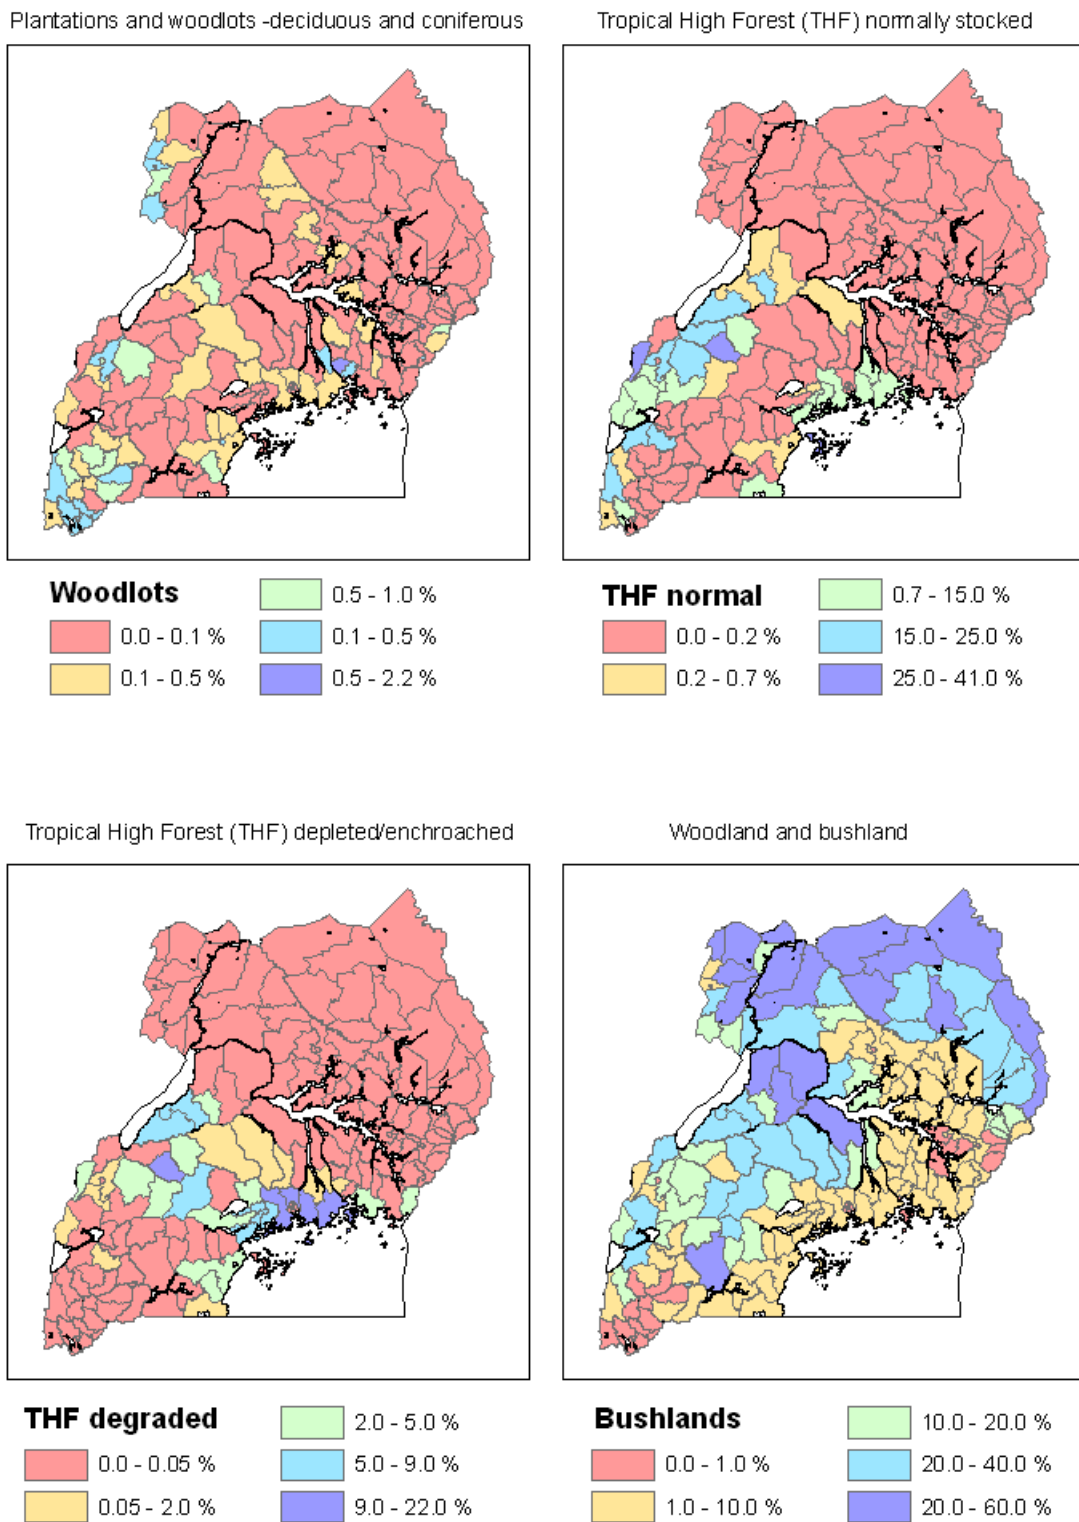 Plantations and woodlots -deciduous and coniferous
Tropical High Forest (THF) normally stocked
Woodlots
0.0 - 0.1 %
0.1 - 0.5 %
0.5 - 1.0 %
0.1 - 0.5 %
0.5 - 2.2 %
THF normal
0.0 - 0.2 %
0.2 - 0.7 %
0.7 - 15.0 %
15.0 - 25.0 %
25.0 - 41.0 %
Tropical High Forest (THF) depleted/enchroached
Woodland and bushland
THF degraded
0.0 - 0.05 %
0.05 - 2.0 %
2.0 - 5.0 %
5.0 - 9.0 %
9.0 - 22.0 %
Bushlands
0.0 - 1.0 %
1.0 - 10.0 %
10.0 - 20.0 %
20.0 - 40.0 %
20.0 - 60.0 %